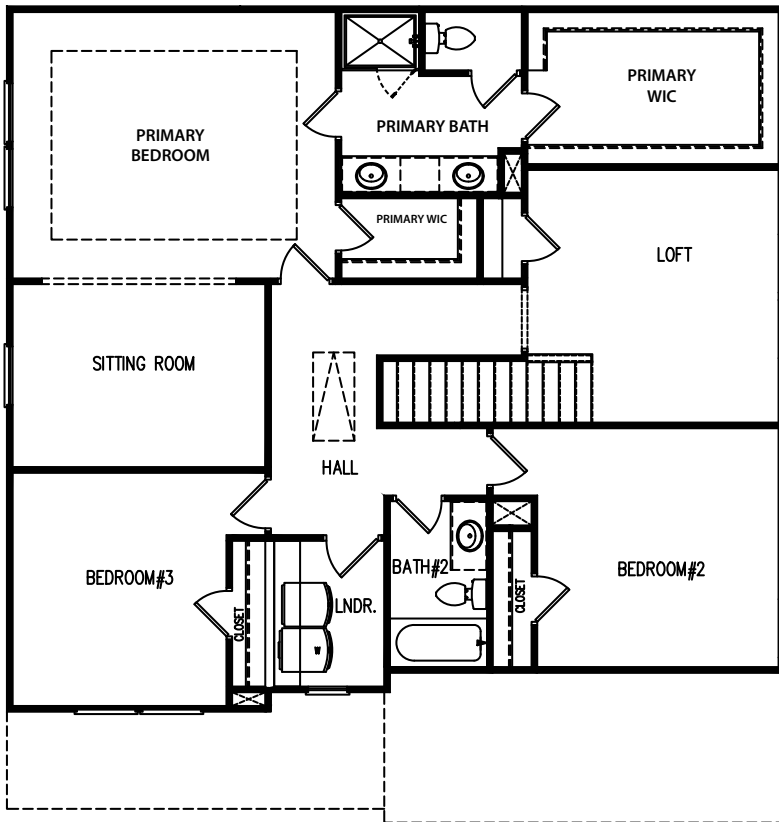 PRIMARY
BEDROOM
PRIMARY BATH
PRIMARY
WIC
PRIMARY WIC
LOFT
SITTING ROOM
HALL
BEDROOM#3
CLOSET
LNDR.
W
BATH#2
CLOSET
BEDROOM#2